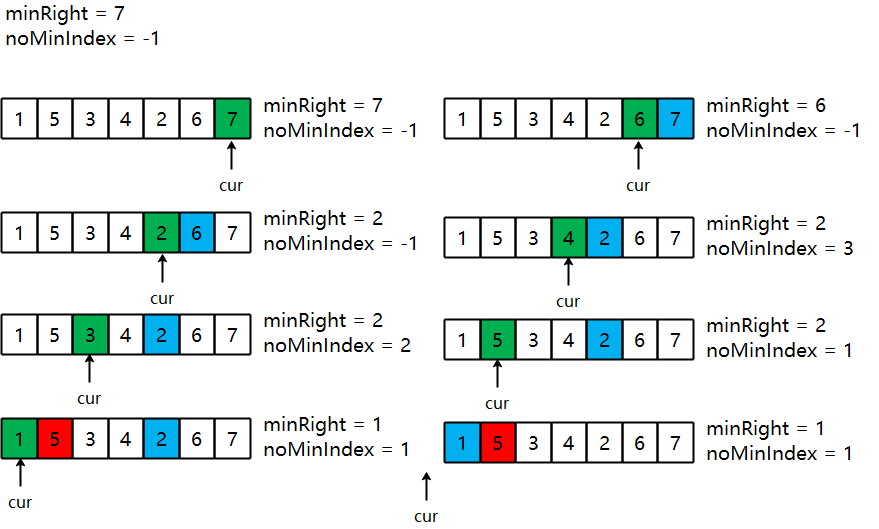 minRight = 7
noMinIndex = -1
1 5 3 4 2 6 7
minRight = 7
noMinIndex = -1
cur
1 5 3 4 2 6 7
minRight = 6
noMinIndex = -1
cur
1 5 3 4 2 6 7
minRight = 2
noMinIndex = -1
cur
1 5 3 4 2 6 7
minRight = 2
noMinIndex = 3
cur
1 5 3 4 2 6 7
minRight = 2
noMinIndex = 2
cur
1 5 3 4 2 6 7
minRight = 2
noMinIndex = 1
cur
1 5 3 4 2 6 7
minRight = 1
noMinIndex = 1
cur
1 5 3 4 2 6 7
minRight = 1
noMinIndex = 1
cur